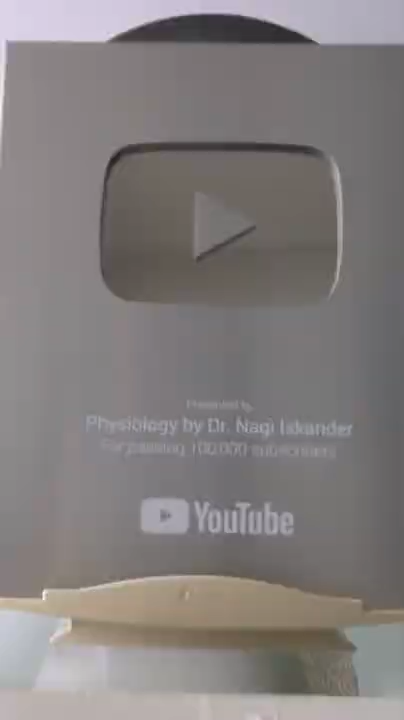 Presented to
Physiology by Dr. Nagi Iskander
For passing 100,000 subscribers
YouTube